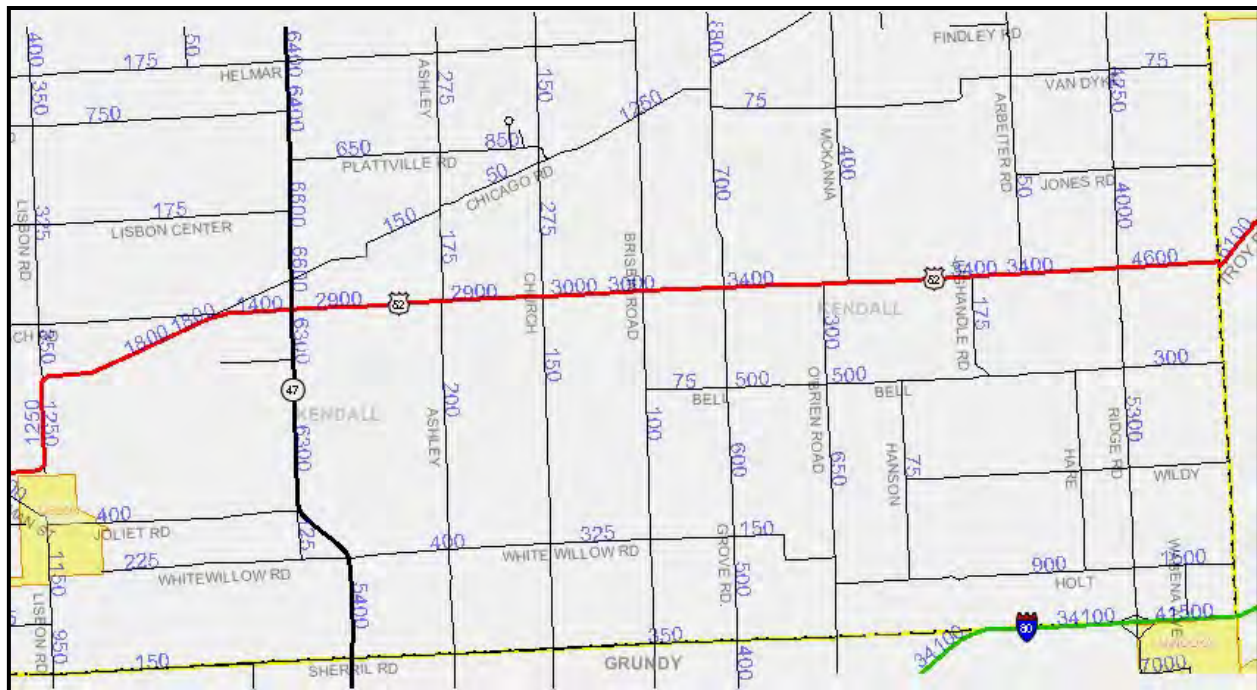 FINDLEY RD
400
50
6400
8800
175
HELMAR
ASHLEY
275
150
75
VAN DYKE
4250
350
6400
750
1250
75
ARBEITER RD
MCKANNA
400
650
850
PLATTVILLE RD
50
CHICAGO RD
700
50
JONES RD
4000
LISBON RD
325
175
LISBON CENTER
6600
150
175
275
BRISBIN ROAD
6600
2900
52
2900
3000
3000
3400
52
3400
3400
4600
TROY
1400
1800
1800
CHURCH
KENDALL
300
175
6300
150
300
47
KENDALL
1250
1250
ASHLEY
200
100
75
500
BELL
O'BRIEN ROAD
500
BELL
RIDGE RD
5300
6300
600
650
HANSON
75
HARE
WILDY
400
JOLIET RD
25
400
325
WHITE WILLOW RD
150
GROVE RD.
225
WHITEWILLOW RD
1150
5400
500
900
HOLT
LISBON RD
950
150
SHERRIL RD
350
GRUNDY
400
34100
80
34100
41500
7000